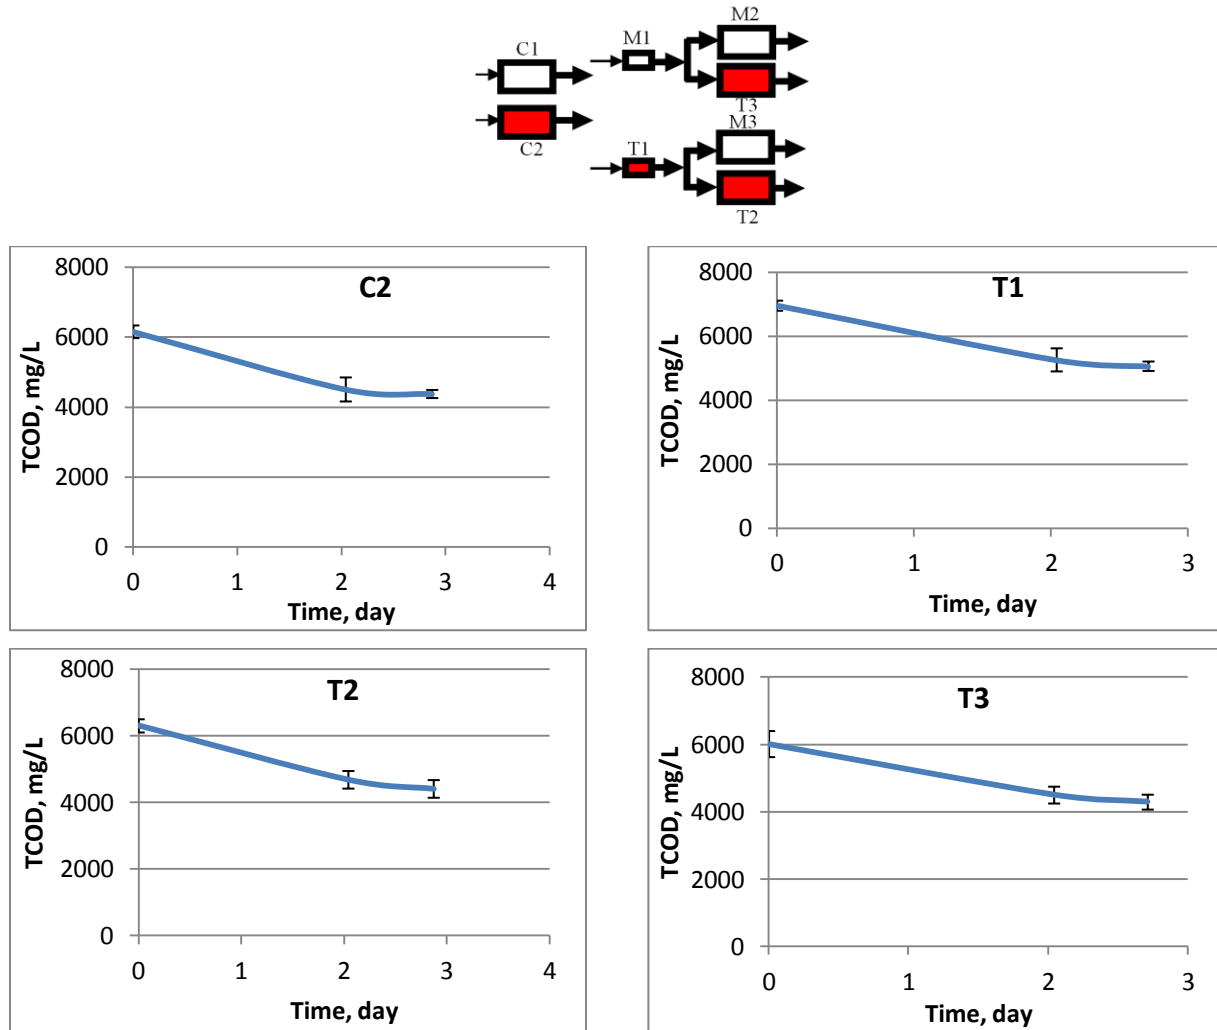 M2
C1
M1
T3
M3
C2
T1
T2
C2
8000
6000
4000
2000
0
TCOD, mg/L
0 1 2 3 4
Time, day
T1
8000
6000
4000
2000
0
TCOD, mg/L
0 1 2 3
Time, day
T2
8000
6000
4000
2000
0
TCOD, mg/L
0 1 2 3 4
Time, day
T3
8000
6000
4000
2000
0
TCOD, mg/L
0 1 2 3
Time, day